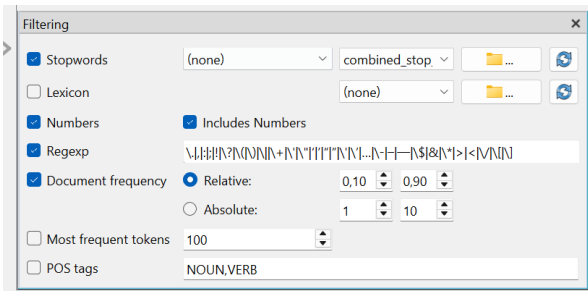 Filtering
Stopwords (none) combined_stop_ ...
Lexicon (none) ...
Numbers Includes Numbers
Regexp \.|,|:|;|!|\?|\(|\)|\||\+|\'|\"|‘|’|“|”|\'|\'|…|\-|–|—|\$|&|\*|>|<|\/|\[|\]
Document frequency Relative: 0,10 0,90
Absolute: 1 10
Most frequent tokens 100
POS tags NOUN,VERB